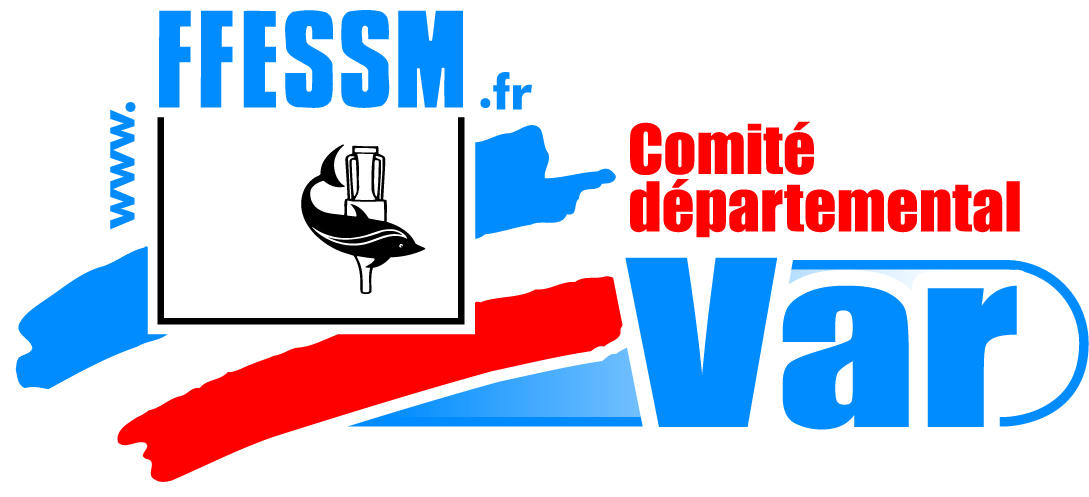 www.
FFESSM
.fr
Comité
départemental
Var